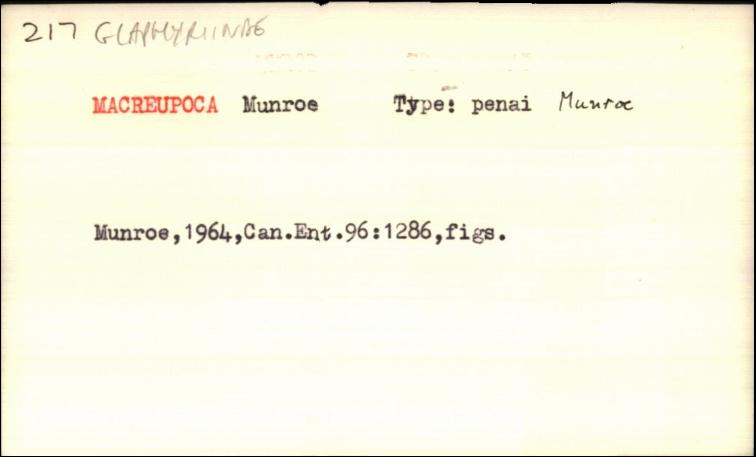 217 GLAPHYRIINAE
MACREUPOCA Munroe Type: penai Munroe
Munroe,1964,Can.Ent.96:1286,figs.